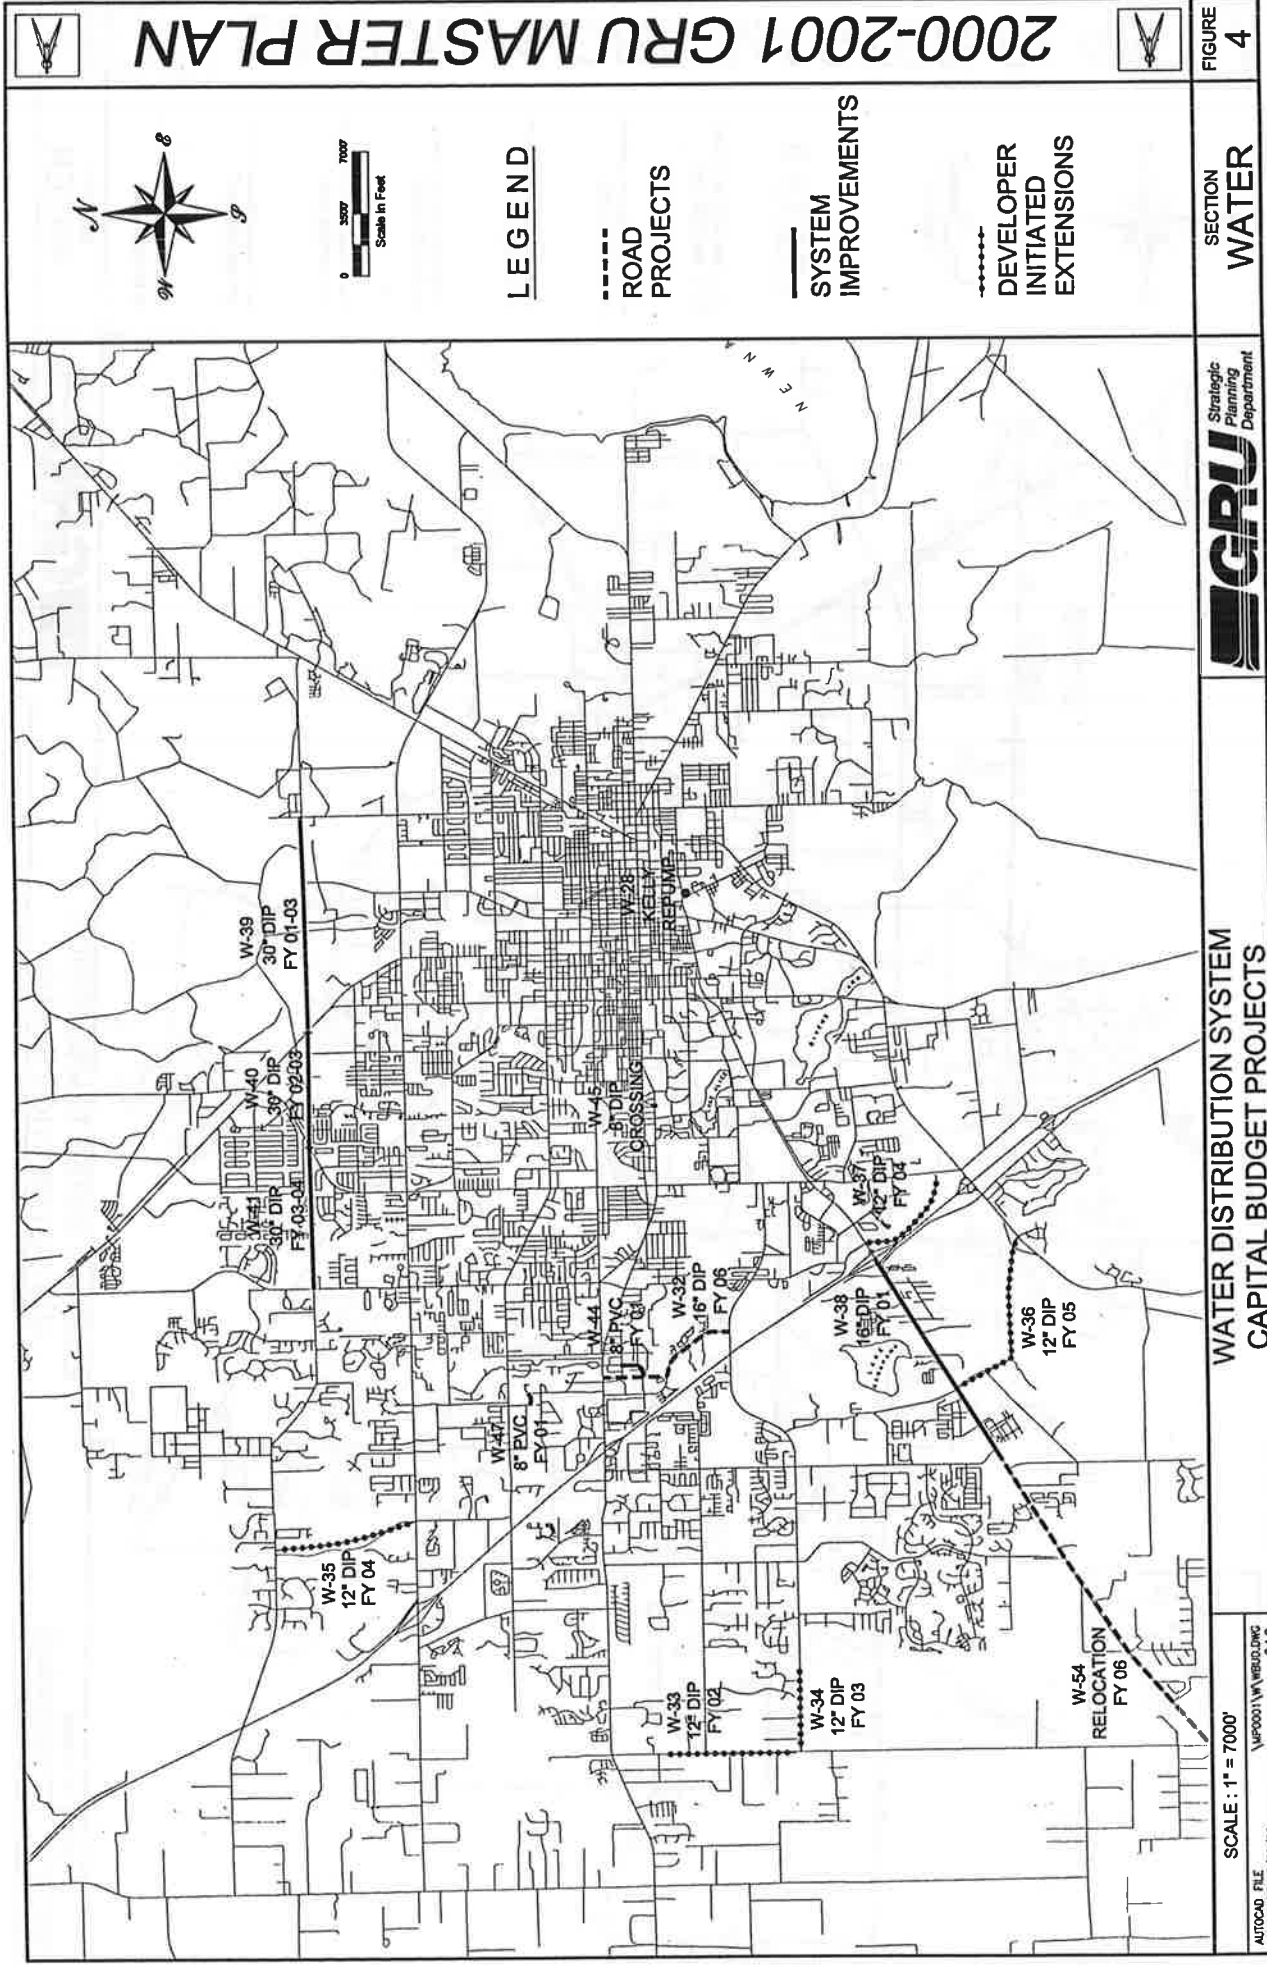 2000-2001 GRU MASTER PLAN
N
E
S
W
0 3500' 7000'
Scale in Feet
LEGEND
ROAD
PROJECTS
SYSTEM
IMPROVEMENTS
DEVELOPER
INITIATED
EXTENSIONS
NEWNA
W-39
30" DIP
FY 01-03
W-40
30" DIP
FY 02-03
W-41
30" DIP
FY 03-04
W-28
KELLY
REPUMP
W-45
8" DIP
CROSSING
W-44
8" PVC
W-32
16" DIP
FY 06
W-47
8" PVC
FY 01
W-37
12" DIP
FY 04
W-38
16" DIP
FY 01
W-36
12" DIP
FY 05
W-35
12" DIP
FY 04
W-33
12" DIP
FY 02
W-34
12" DIP
FY 03
W-54
RELOCATION
FY 06
SCALE : 1" = 7000'
AUTOCAD FILE
WATER DISTRIBUTION SYSTEM
CAPITAL BUDGET PROJECTS
GRU
Strategic
Planning
Department
SECTION
WATER
FIGURE
4